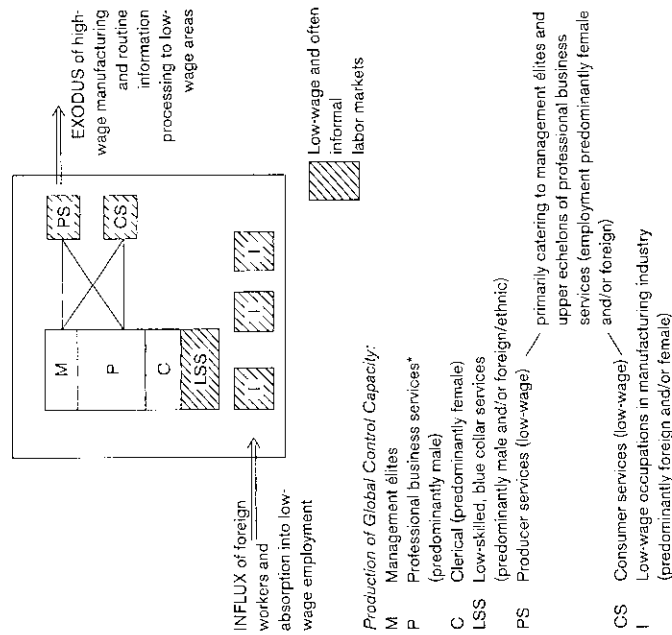 EXODUS of high-
wage manufacturing
and routine
information
processing to low-
wage areas
M
P
C
LSS
PS
CS
I
I
I
INFLUX of foreign
workers and
absorption into low-
wage employment
Low-wage and often
informal
labor markets
Production of Global Control Capacity:
M Management élites
P Professional business services*
(predominantly male)
C Clerical (predominantly female)
LSS Low-skilled, blue collar services
(predominantly male and/or foreign/ethnic)
PS Producer services (low-wage)
primarily catering to management élites and
upper echelons of professional business
services (employment predominantly female
and/or foreign)
CS Consumer services (low-wage)
I Low-wage occupations in manufacturing industry
(predominantly foreign and/or female)